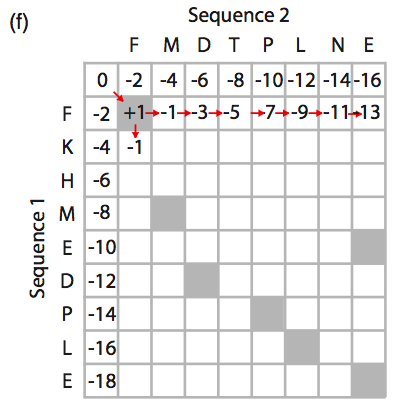 (f)
Sequence 2
F M D T P L N E
0 -2 -4 -6 -8 -10 -12 -14 -16
F -2 +1 -1 -3 -5 -7 -9 -11 -13
K -4 -1
H -6
M -8
E -10
D -12
P -14
L -16
E -18
Sequence 1